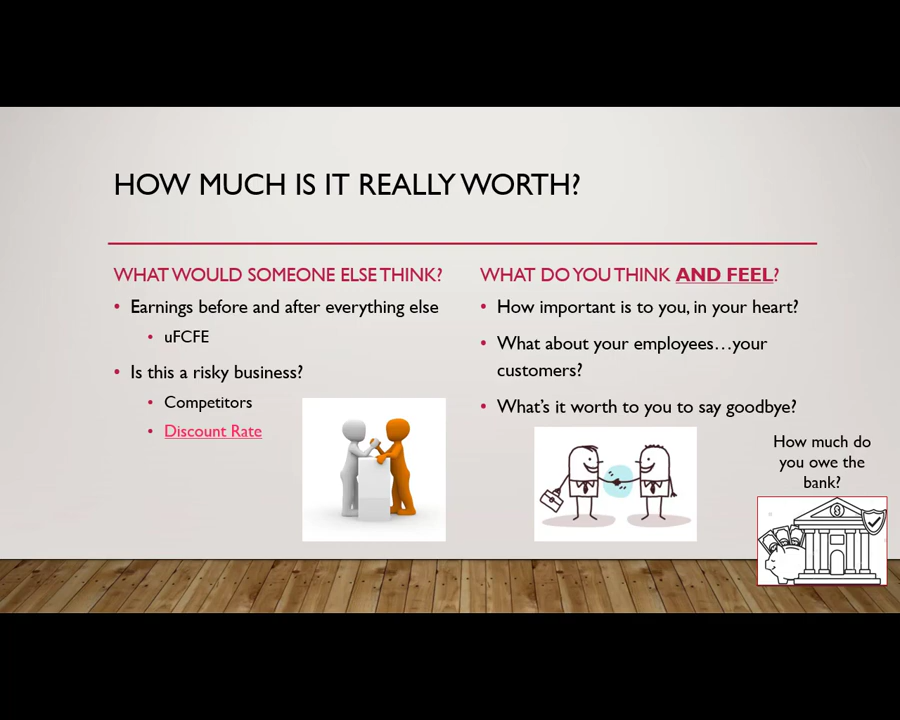 HOW MUCH IS IT REALLY WORTH?
WHAT WOULD SOMEONE ELSE THINK?
• Earnings before and after everything else
• uFCFE
• Is this a risky business?
• Competitors
• Discount Rate
WHAT DO YOU THINK AND FEEL?
• How important is to you, in your heart?
• What about your employees…your
customers?
• What's it worth to you to say goodbye?
How much do
you owe the
bank?